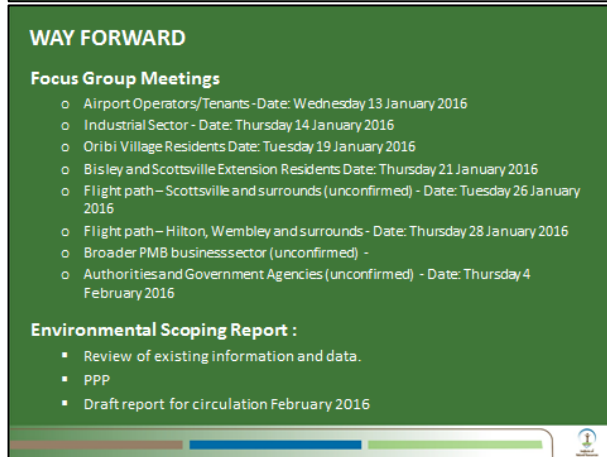 WAY FORWARD
Focus Group Meetings
o Airport Operators/Tenants -Date: Wednesday 13 January 2016
o Industrial Sector - Date: Thursday 14 January 2016
o Oribi Village Residents Date: Tuesday 19 January 2016
o Bisley and Scottsville Extension Residents Date: Thursday 21 January 2016
o Flight path – Scottsville and surrounds (unconfirmed) - Date: Tuesday 26 January
2016
o Flight path – Hilton, Wembley and surrounds - Date: Thursday 28 January 2016
o Broader PMB business sector (unconfirmed) -
o Authorities and Government Agencies (unconfirmed) - Date: Thursday 4
February 2016
Environmental Scoping Report :
▪ Review of existing information and data.
▪ PPP
▪ Draft report for circulation February 2016